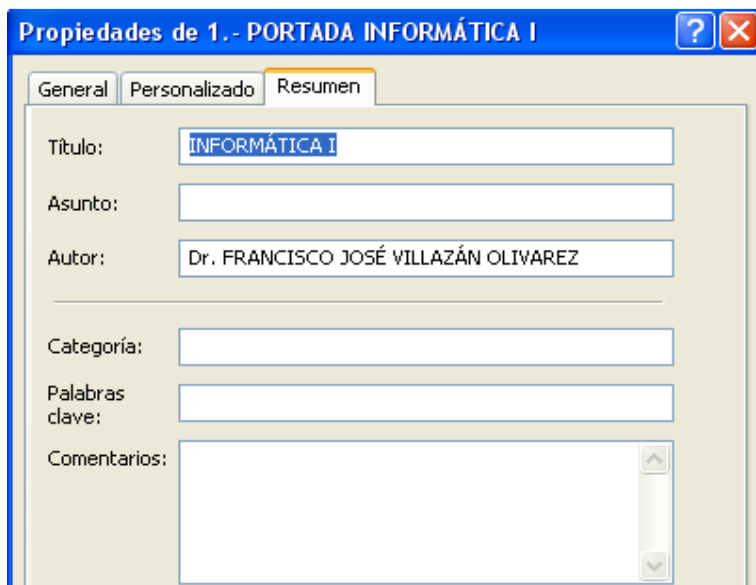 Propiedades de 1.- PORTADA INFORMÁTICA I
General Personalizado Resumen
Título: INFORMÁTICA I
Asunto:
Autor: Dr. FRANCISCO JOSÉ VILLAZÁN OLIVAREZ
Categoría:
Palabras
clave:
Comentarios: